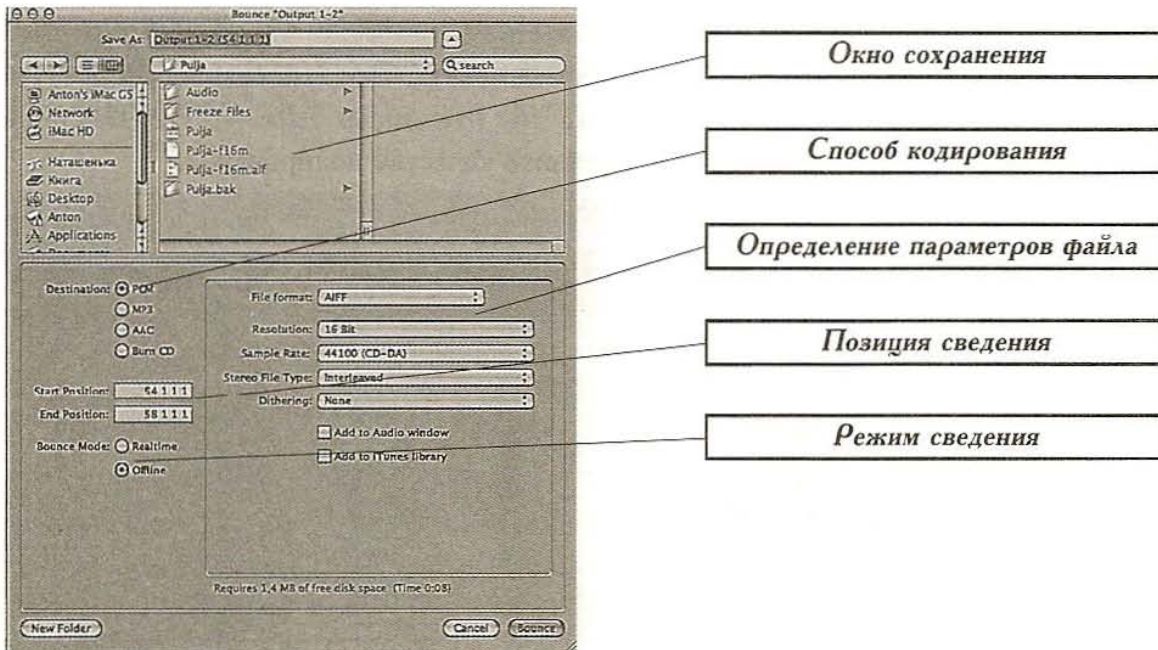 Bounce "Output 1-2"
Save As: Output 1-2 (54 1 1 1)
Pulja
search
Anton's iMac G5
Network
iMac HD
Наташенька
Книга
Desktop
Anton
Applications
Audio
Freeze Files
Pulja
Pulja-f16m
Pulja-f16m.aif
Pulja.bak
Destination: PCM
MP3
AAC
Burn CD
Start Position: 54 1 1 1
End Position: 58 1 1 1
Bounce Mode: Realtime
Offline
File format: AIFF
Resolution: 16 Bit
Sample Rate: 44100 (CD-DA)
Stereo File Type: Interleaved
Dithering: None
Add to Audio window
Add to iTunes library
Requires 1,4 MB of free disk space (Time 0:08)
New Folder
Cancel
Bounce
Окно сохранения
Способ кодирования
Определение параметров файла
Позиция сведения
Режим сведения